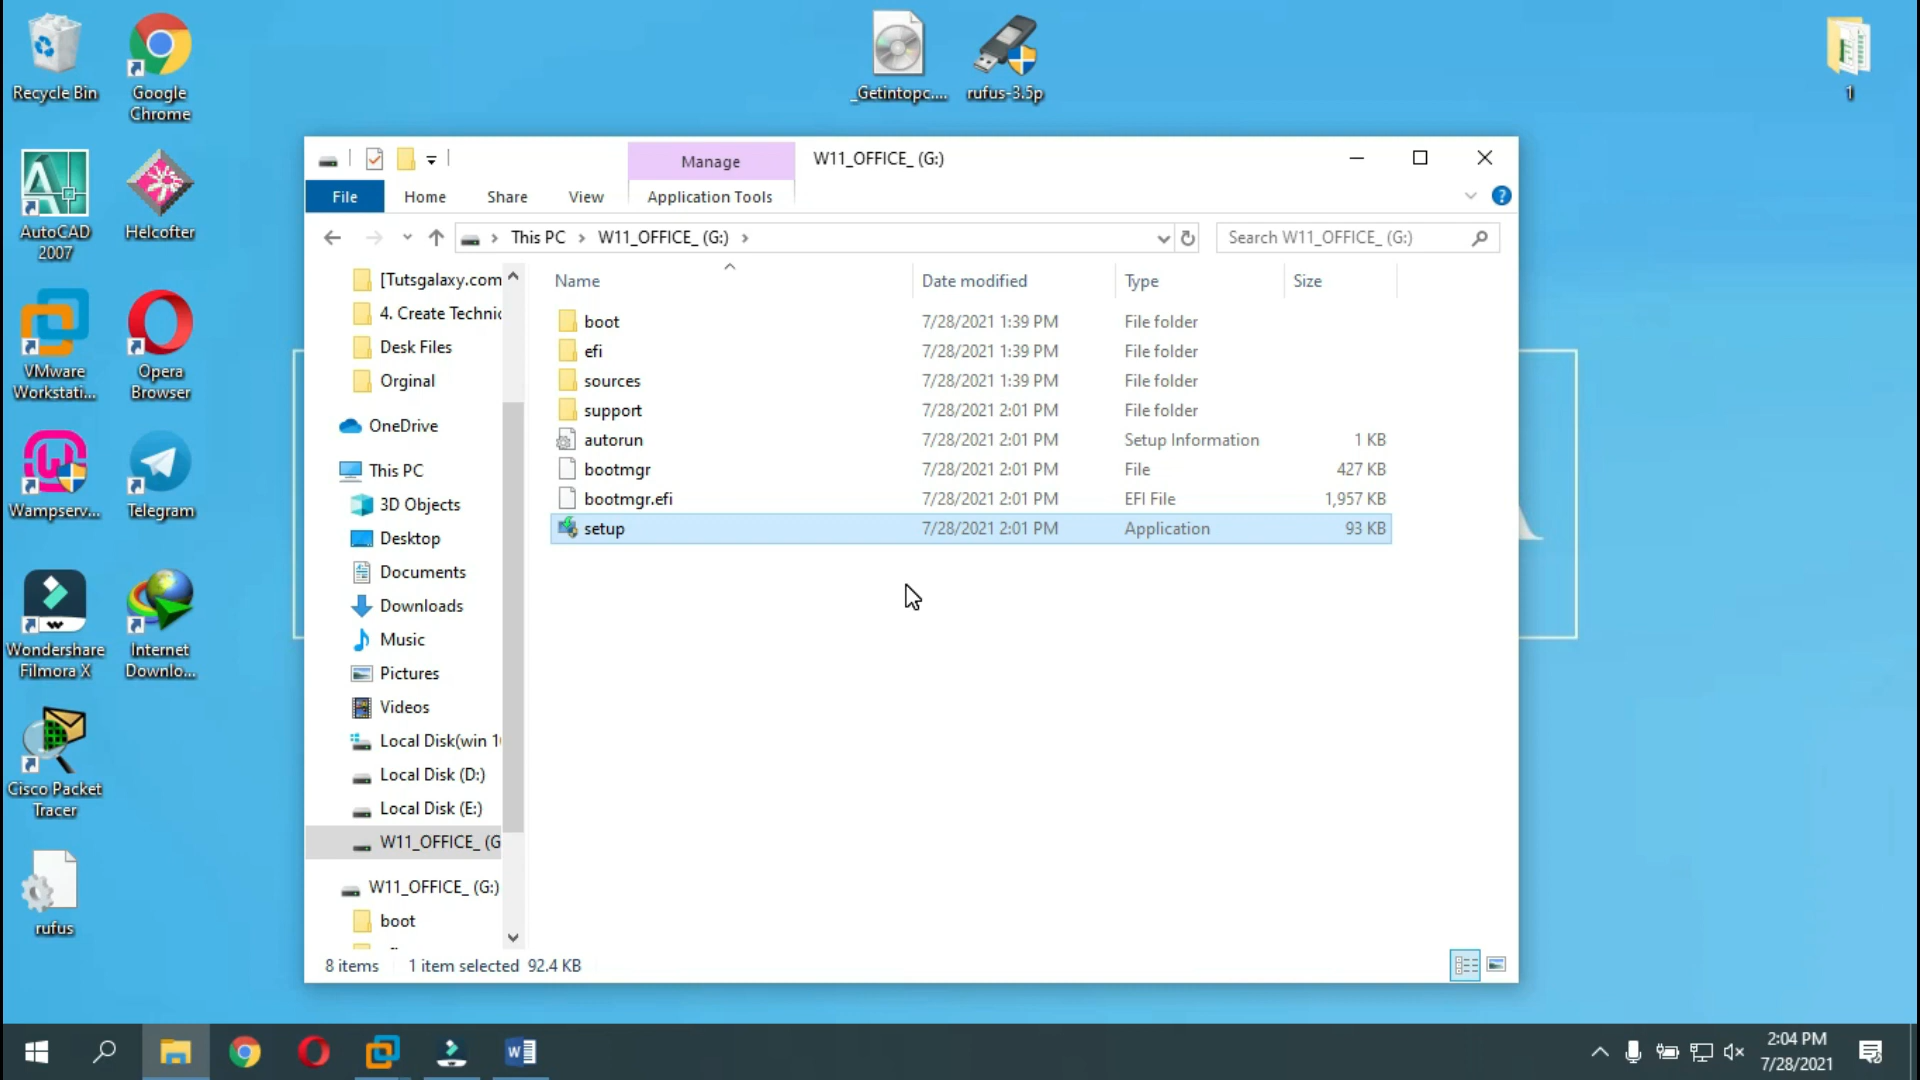 Recycle Bin
Google
Chrome
_Getintopc....
rufus-3.5p
1
AutoCAD
2007
Helcofter
VMware
Workstati...
Opera
Browser
Wampserv...
Telegram
Wondershare
Filmora X
Internet
Downlo...
Cisco Packet
Tracer
rufus
Manage
W11_OFFICE_ (G:)
File
Home
Share
View
Application Tools
This PC
W11_OFFICE_ (G:)
Search W11_OFFICE_ (G:)
[Tutsgalaxy.com
4. Create Technic
Desk Files
Orginal
OneDrive
This PC
3D Objects
Desktop
Documents
Downloads
Music
Pictures
Videos
Local Disk(win 1
Local Disk (D:)
Local Disk (E:)
W11_OFFICE_ (G
W11_OFFICE_ (G:)
boot
Name Date modified Type Size
boot 7/28/2021 1:39 PM File folder
efi 7/28/2021 1:39 PM File folder
sources 7/28/2021 1:39 PM File folder
support 7/28/2021 2:01 PM File folder
autorun 7/28/2021 2:01 PM Setup Information 1 KB
bootmgr 7/28/2021 2:01 PM File 427 KB
bootmgr.efi 7/28/2021 2:01 PM EFI File 1,957 KB
setup 7/28/2021 2:01 PM Application 93 KB
8 items 1 item selected 92.4 KB
2:04 PM
7/28/2021